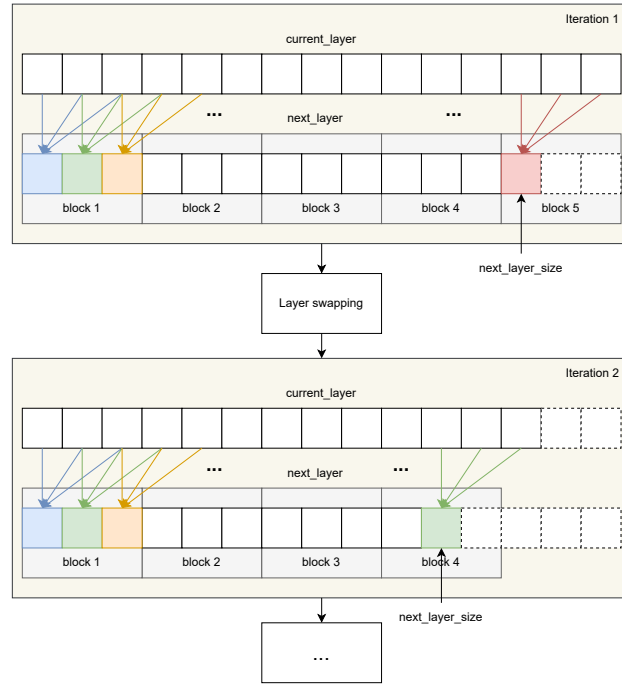 Iteration 1
current_layer
... ...
next_layer
block 1 block 2 block 3 block 4 block 5
next_layer_size
Layer swapping
Iteration 2
current_layer
... ...
next_layer
block 1 block 2 block 3 block 4
next_layer_size
...